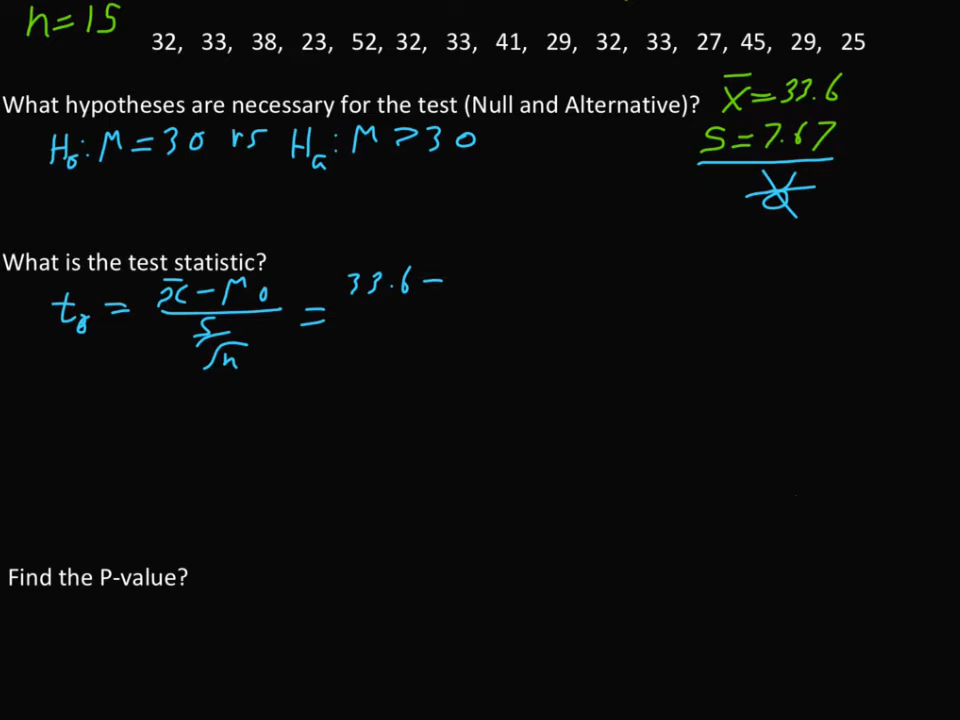 n=15
32, 33, 38, 23, 52, 32, 33, 41, 29, 32, 33, 27, 45, 29, 25
What hypotheses are necessary for the test (Null and Alternative)?
x̄ = 33.6
H₀: M = 30 vs Hₐ: M > 30
S = 7.67
What is the test statistic?
t₈ = (x̄ - M₀) / (s/√n) = 33.6 -
Find the P-value?